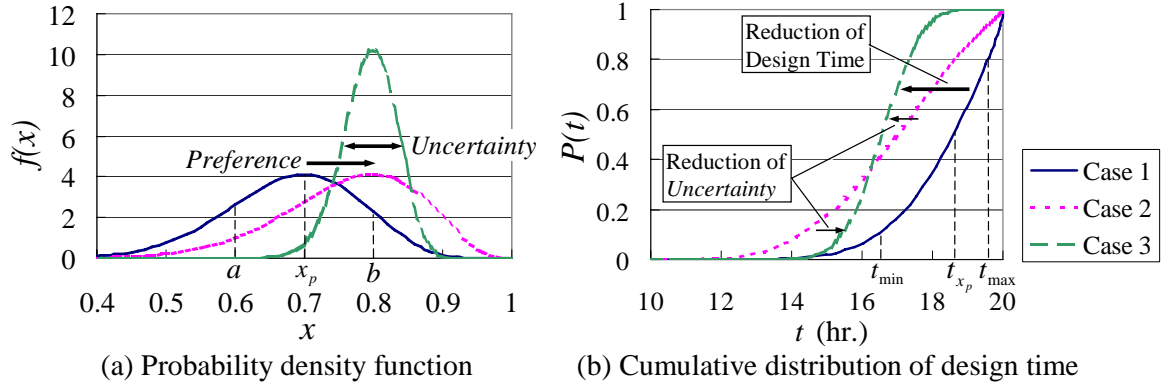 12
10
8
6
4
2
0
f(x)
Preference
Uncertainty
a
x_p
b
0.4
0.5
0.6
0.7
0.8
0.9
1
x
(a) Probability density function
1
0.8
0.6
0.4
0.2
0
P(t)
Reduction of
Design Time
Reduction of
Uncertainty
t_min
t_{x_p}
t_max
10
12
14
16
18
20
t (hr.)
(b) Cumulative distribution of design time
Case 1
Case 2
Case 3